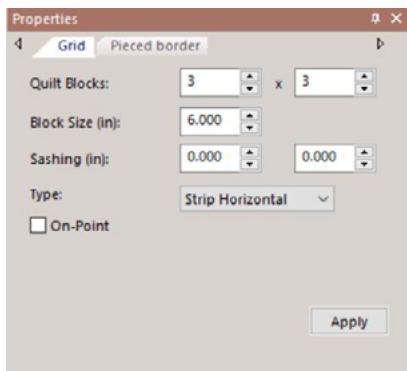 Properties
Grid Pieced border
Quilt Blocks: 3 x 3
Block Size (in): 6.000
Sashing (in): 0.000 0.000
Type: Strip Horizontal
On-Point
Apply